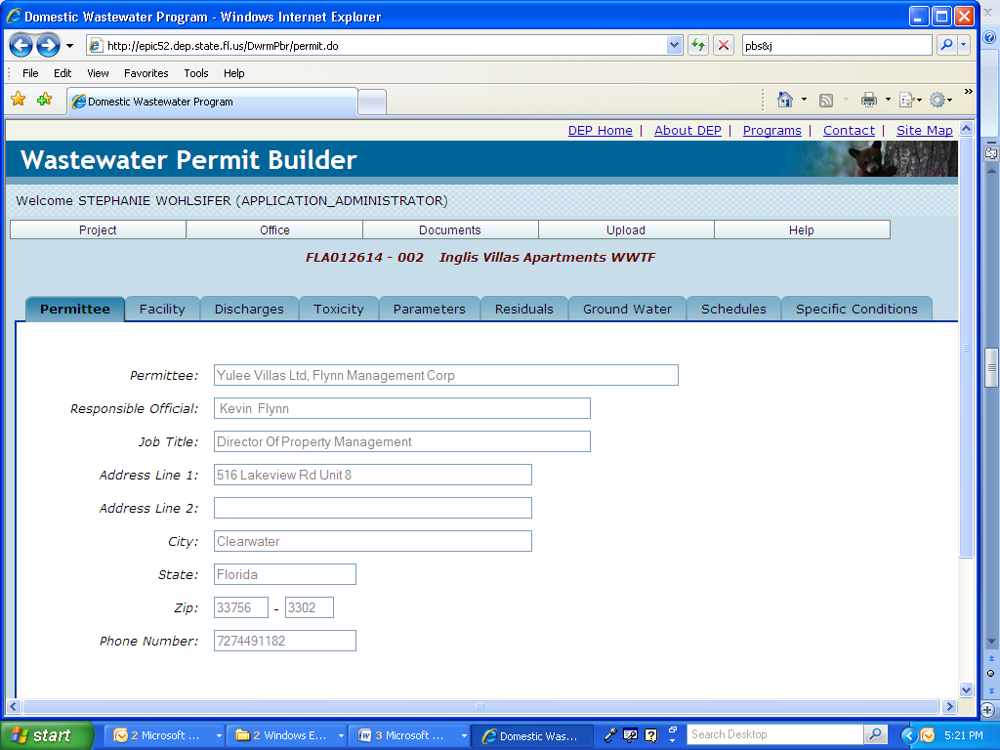 Domestic Wastewater Program - Windows Internet Explorer
http://epic52.dep.state.fl.us/DwrmPbr/permit.do
pbs&j
File Edit View Favorites Tools Help
Domestic Wastewater Program
»
DEP Home | About DEP | Programs | Contact | Site Map
Wastewater Permit Builder
Welcome STEPHANIE WOHLSIFER (APPLICATION_ADMINISTRATOR)
Project Office Documents Upload Help
FLA012614 - 002 Inglis Villas Apartments WWTF
Permittee Facility Discharges Toxicity Parameters Residuals Ground Water Schedules Specific Conditions
Permittee: Yulee Villas Ltd, Flynn Management Corp
Responsible Official: Kevin Flynn
Job Title: Director Of Property Management
Address Line 1: 516 Lakeview Rd Unit 8
Address Line 2:
City: Clearwater
State: Florida
Zip: 33756 - 3302
Phone Number: 7274491182
start 2 Microsoft ... 2 Windows E... 3 Microsoft ... Domestic Was... Search Desktop 5:21 PM